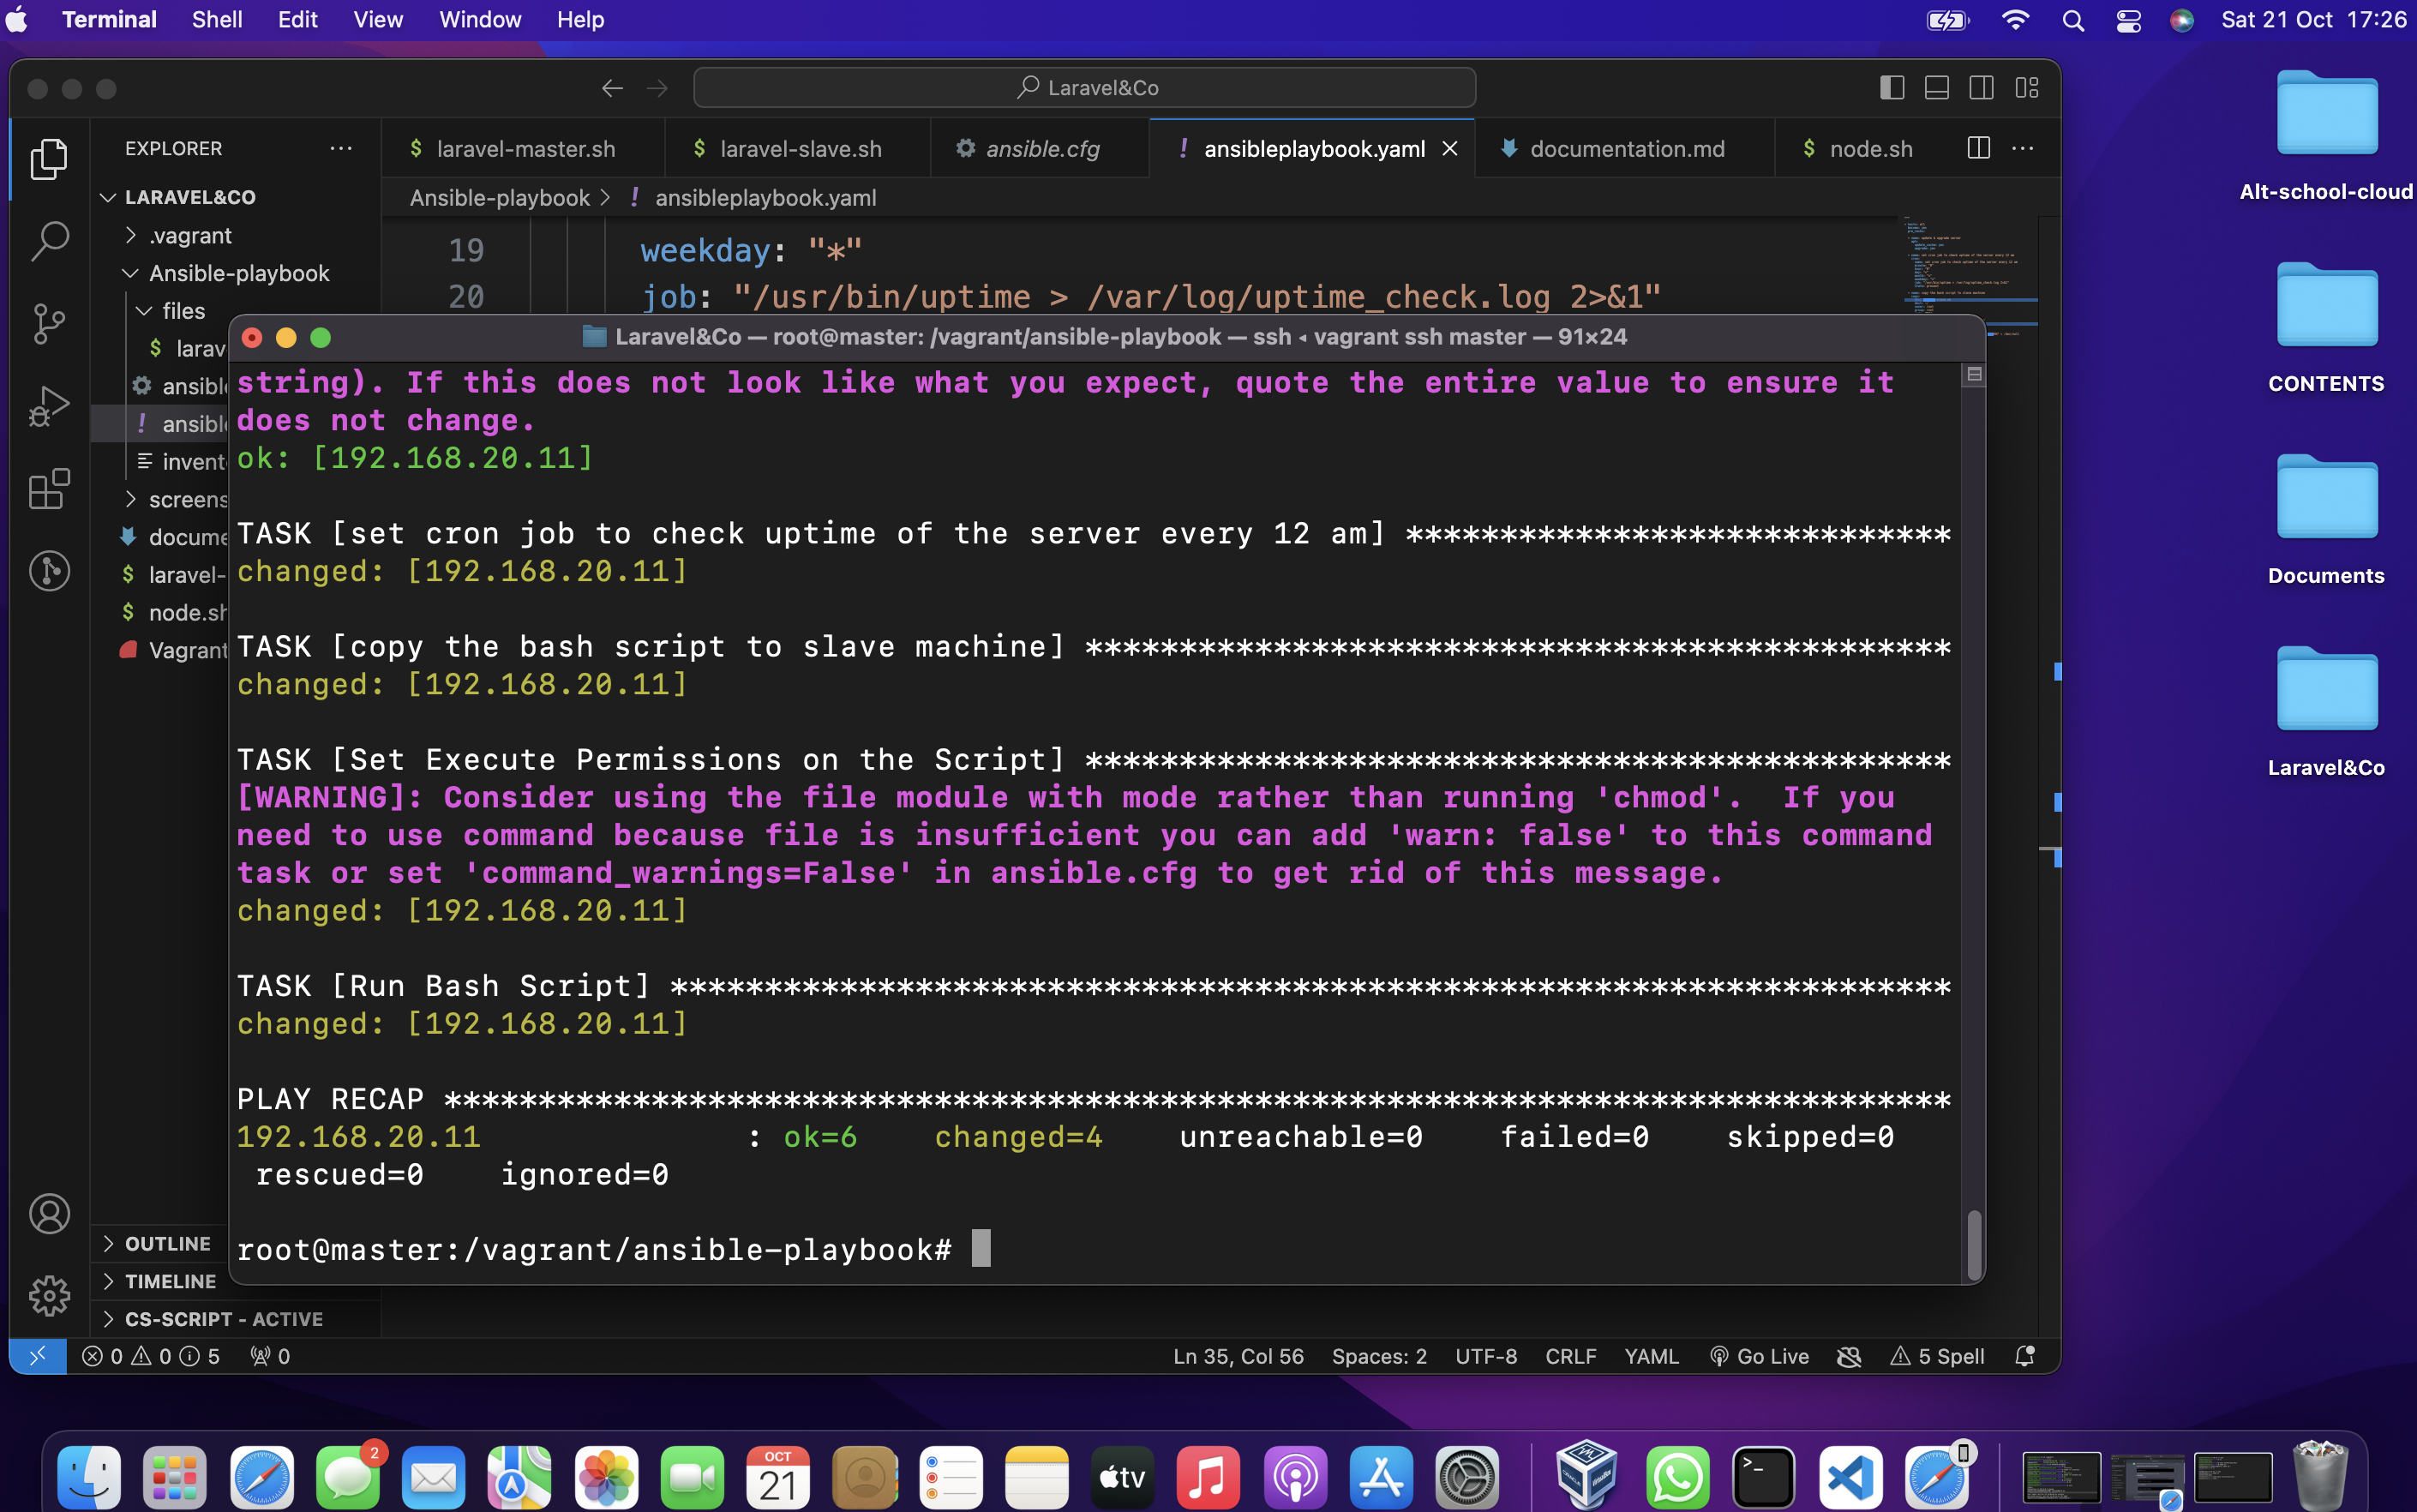 Terminal Shell Edit View Window Help Sat 21 Oct 17:26
Laravel&Co
EXPLORER
LARAVEL&CO
.vagrant
Ansible-playbook
files
larav
ansibl
ansibl
invent
screens
docume
laravel-
node.sh
Vagrant
OUTLINE
TIMELINE
CS-SCRIPT - ACTIVE
$ laravel-master.sh $ laravel-slave.sh ansible.cfg ! ansibleplaybook.yaml documentation.md $ node.sh
Ansible-playbook > ! ansibleplaybook.yaml
19 weekday: "*"
20 job: "/usr/bin/uptime > /var/log/uptime_check.log 2>&1"
Laravel&Co — root@master: /vagrant/ansible-playbook — ssh ◂ vagrant ssh master — 91×24
string). If this does not look like what you expect, quote the entire value to ensure it
does not change.
ok: [192.168.20.11]
TASK [set cron job to check uptime of the server every 12 am] *****************************
changed: [192.168.20.11]
TASK [copy the bash script to slave machine] **********************************************
changed: [192.168.20.11]
TASK [Set Execute Permissions on the Script] **********************************************
[WARNING]: Consider using the file module with mode rather than running 'chmod'.  If you
need to use command because file is insufficient you can add 'warn: false' to this command
task or set 'command_warnings=False' in ansible.cfg to get rid of this message.
changed: [192.168.20.11]
TASK [Run Bash Script] ********************************************************************
changed: [192.168.20.11]
PLAY RECAP ********************************************************************************
192.168.20.11 : ok=6 changed=4 unreachable=0 failed=0 skipped=0
rescued=0 ignored=0
root@master:/vagrant/ansible-playbook#
0 0 5 0 Ln 35, Col 56 Spaces: 2 UTF-8 CRLF YAML Go Live 5 Spell
Alt-school-cloud
CONTENTS
Documents
Laravel&Co
2
OCT
21
tv